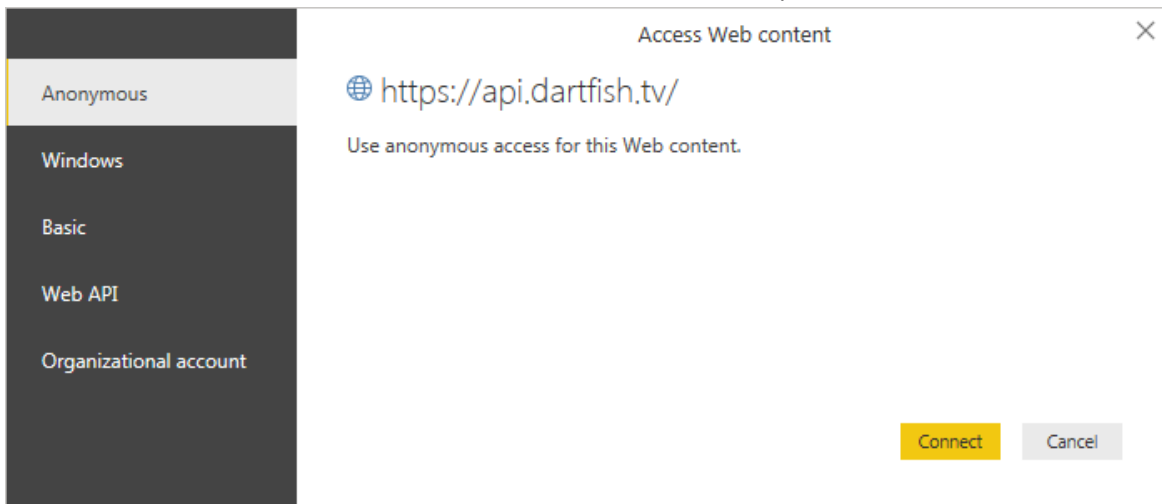 Access Web content
Anonymous
https://api.dartfish.tv/
Use anonymous access for this Web content.
Windows
Basic
Web API
Organizational account
Connect
Cancel